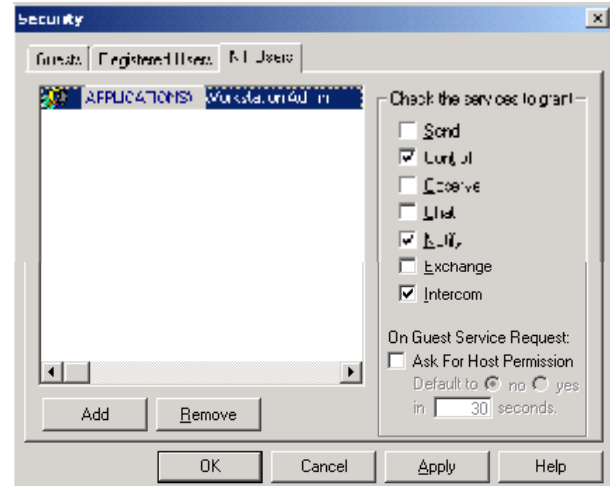 Security
Guests Registered Users NT Users
APPLICATIONS\ Workstation Admin
Check the services to grant
Send
Control
Observe
Chat
Notify
Exchange
Intercom
On Guest Service Request:
Ask For Host Permission
Default to no yes
in 30 seconds.
Add Remove
OK Cancel Apply Help